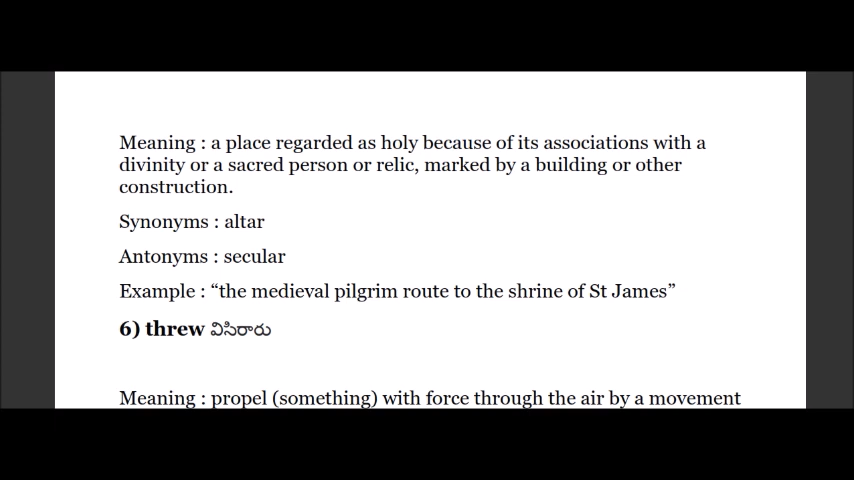 Meaning : a place regarded as holy because of its associations with a
divinity or a sacred person or relic, marked by a building or other
construction.
Synonyms : altar
Antonyms : secular
Example : “the medieval pilgrim route to the shrine of St James”
6) threw విసిరారు
Meaning : propel (something) with force through the air by a movement